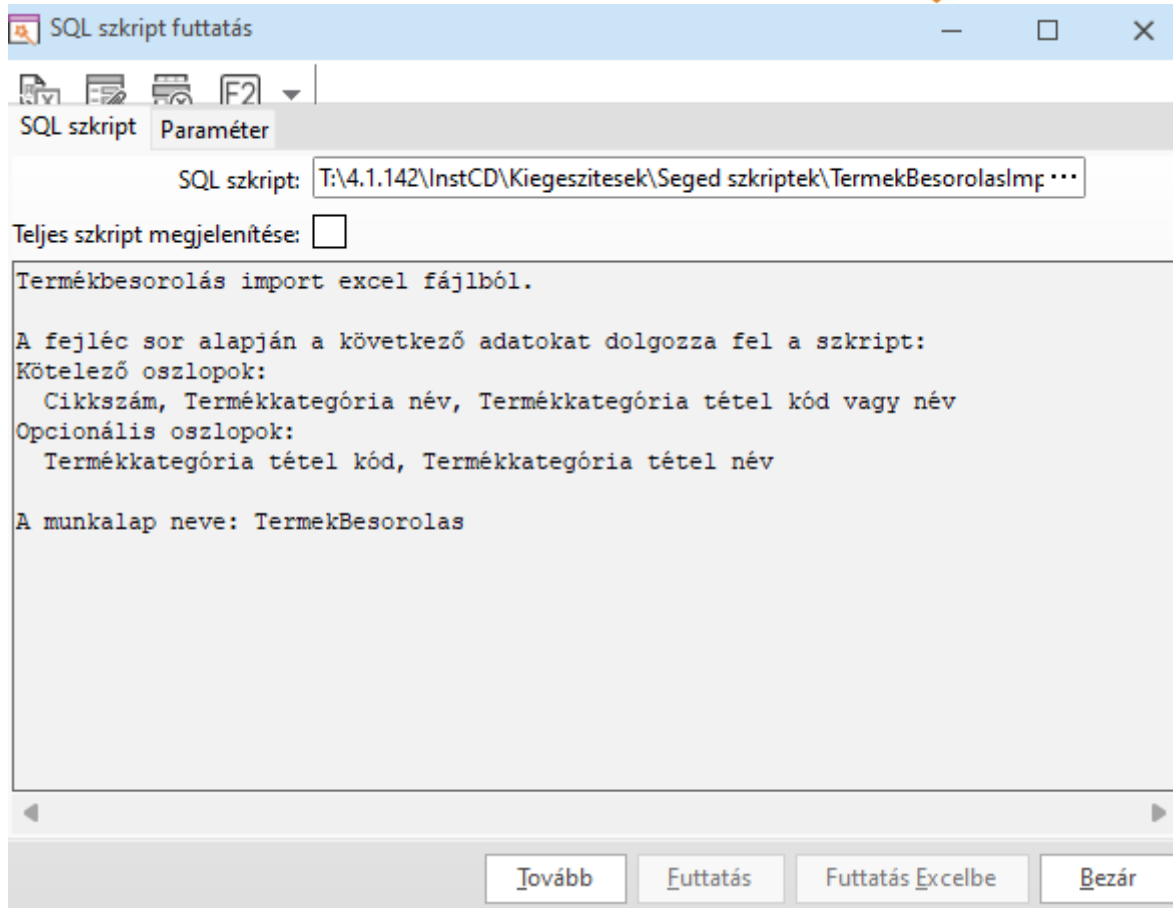 SQL szkript futtatás
F2
SQL szkript Paraméter
SQL szkript: T:\4.1.142\InstCD\Kiegeszitesek\Seged szkriptek\TermekBesorolasImp ...
Teljes szkript megjelenítése:
Termékbesorolás import excel fájlból.
A fejléc sor alapján a következő adatokat dolgozza fel a szkript:
Kötelező oszlopok:
Cikkszám, Termékkategória név, Termékkategória tétel kód vagy név
Opcionális oszlopok:
Termékkategória tétel kód, Termékkategória tétel név
A munkalap neve: TermekBesorolas
Tovább Futtatás Futtatás Excelbe Bezár